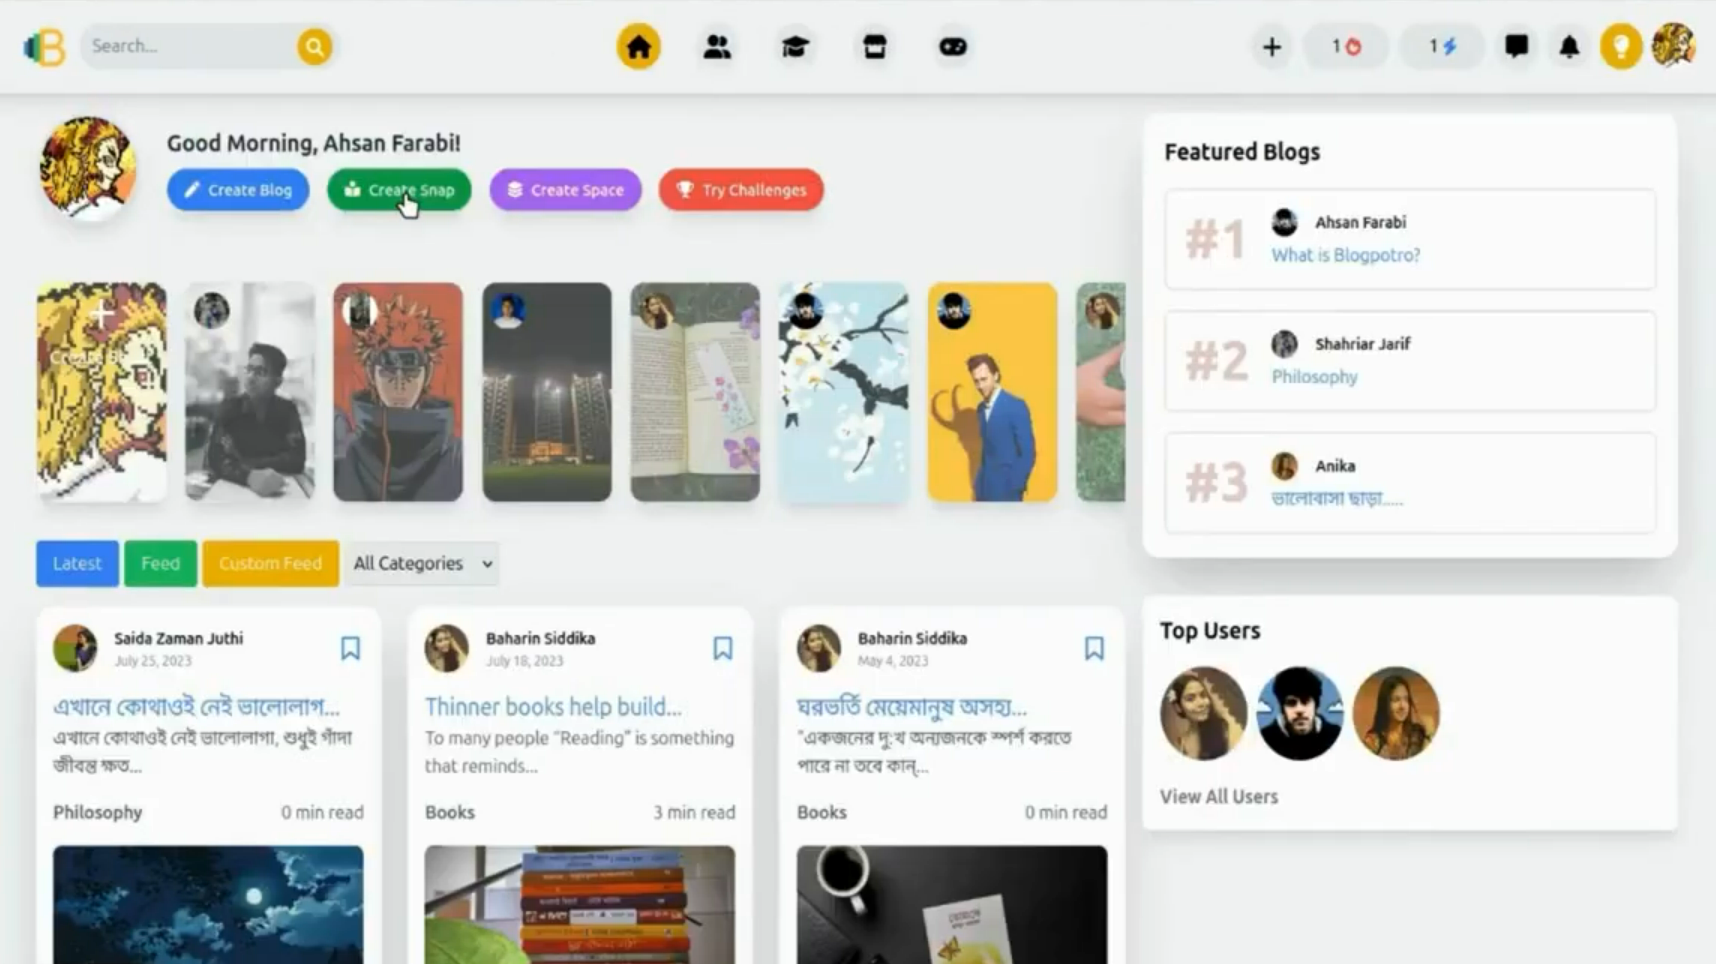 Search...
1
1
Good Morning, Ahsan Farabi!
Create Blog
Create Snap
Create Space
Try Challenges
Featured Blogs
#1
Ahsan Farabi
What is Blogpotro?
#2
Shahriar Jarif
Philosophy
#3
Anika
ভালোবাসা ছাড়া.....
Latest
Feed
Custom Feed
All Categories
Saida Zaman Juthi
July 25, 2023
এখানে কোথাওই নেই ভালোলাগ...
এখানে কোথাওই নেই ভালোলাগা, শুধুই গাঁদা
জীবন্ত ক্ষত...
Philosophy
0 min read
Baharin Siddika
July 18, 2023
Thinner books help build...
To many people “Reading” is something
that reminds...
Books
3 min read
Baharin Siddika
May 4, 2023
ঘরভর্তি মেয়েমানুষ অসহ্য...
"একজনের দু:খ অন্যজনকে স্পর্শ করতে
পারে না তবে কান্...
Books
0 min read
Top Users
View All Users